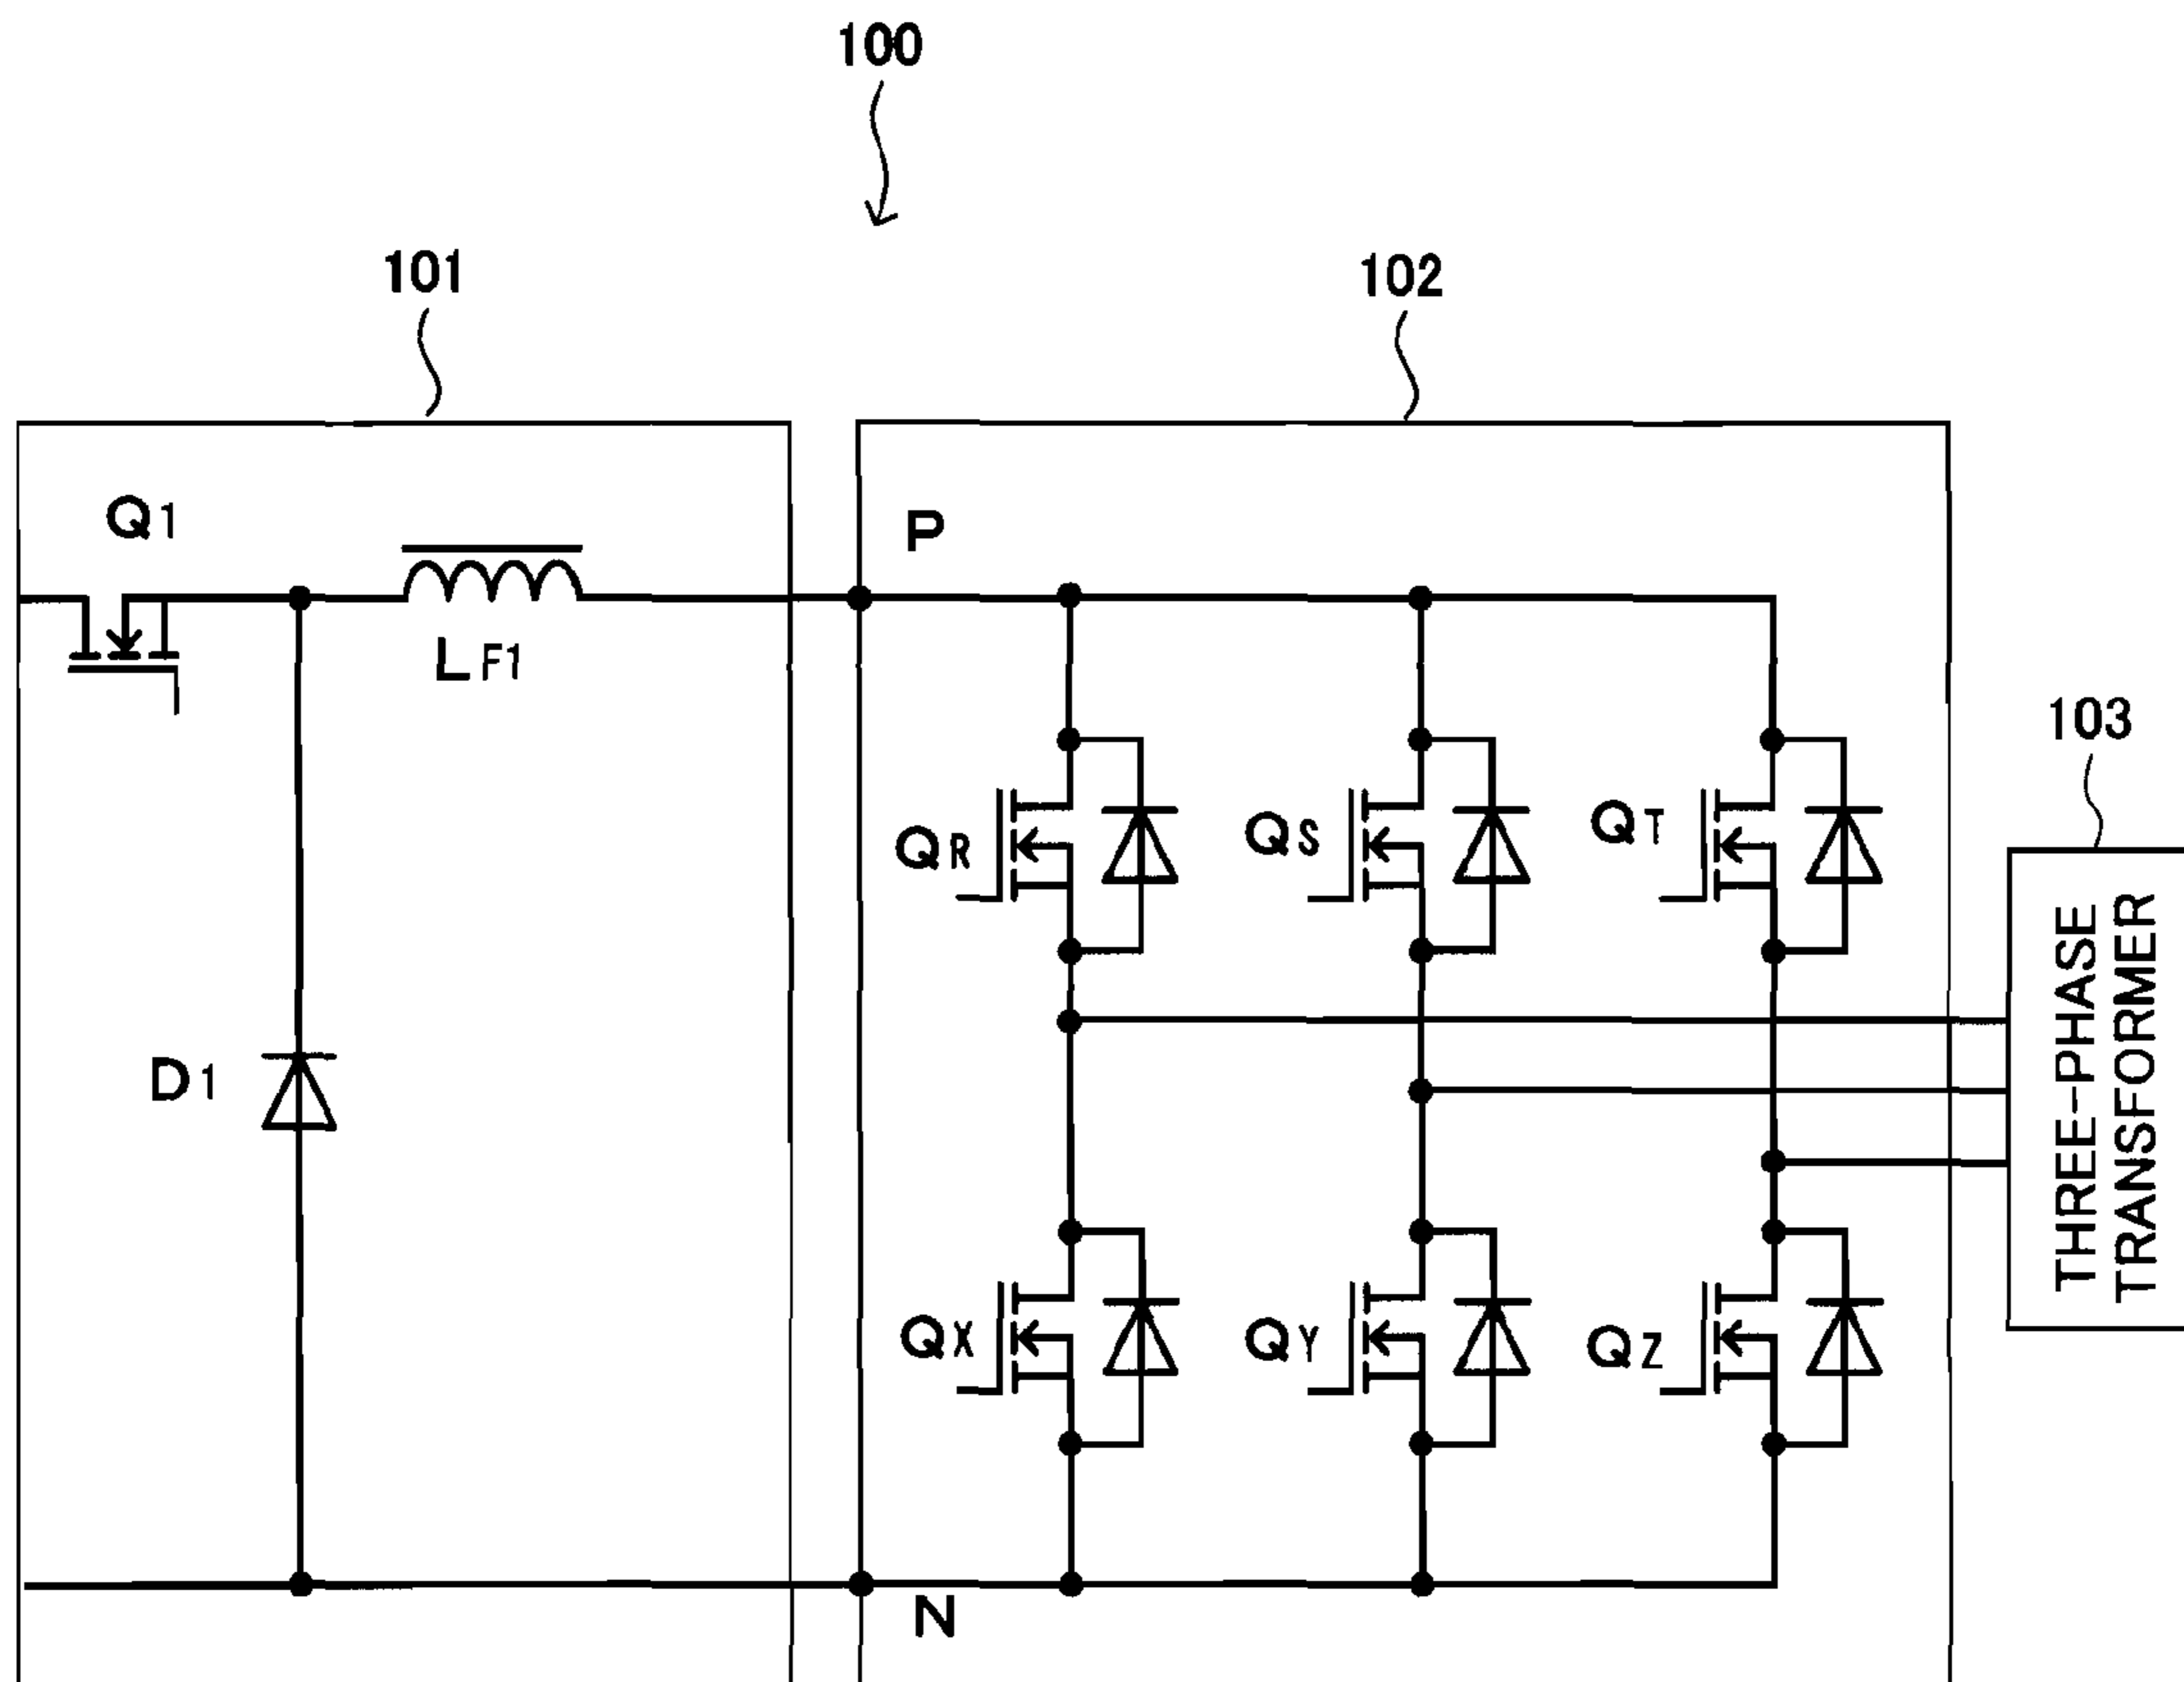 100
101
102
Q1
P
LF1
103
QR
QS
QT
D1
THREE-PHASE
TRANSFORMER
QX
QY
QZ
N